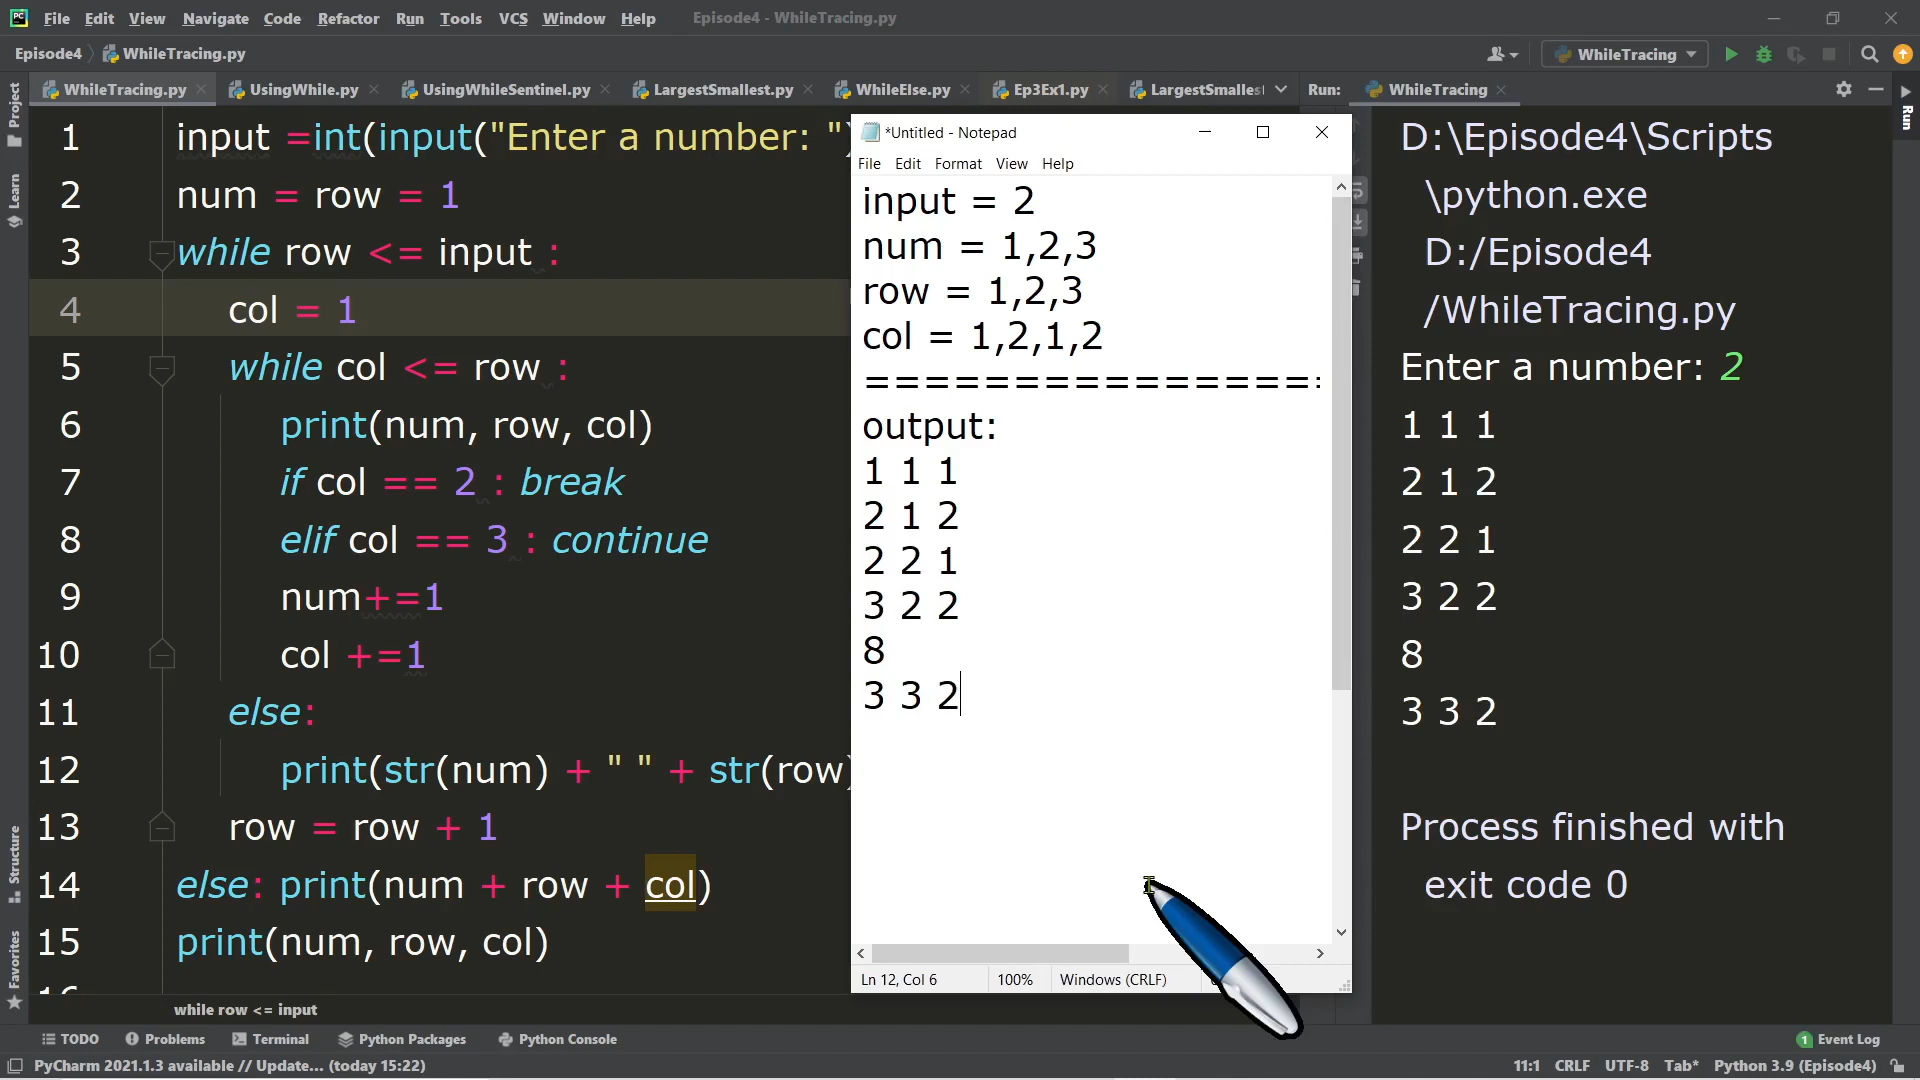 File Edit View Navigate Code Refactor Run Tools VCS Window Help Episode4 - WhileTracing.py
Episode4 WhileTracing.py WhileTracing
WhileTracing.py UsingWhile.py UsingWhileSentinel.py LargestSmallest.py WhileElse.py Ep3Ex1.py LargestSmalles Run: WhileTracing
Project
Learn
Structure
Favorites
Run
1 input =int(input("Enter a number: ")
2 num = row = 1
3 while row <= input :
4 col = 1
5 while col <= row :
6 print(num, row, col)
7 if col == 2 : break
8 elif col == 3 : continue
9 num+=1
10 col +=1
11 else:
12 print(str(num) + " " + str(row)
13 row = row + 1
14 else: print(num + row + col)
15 print(num, row, col)
16
while row <= input
*Untitled - Notepad
File Edit Format View Help
input = 2
num = 1,2,3
row = 1,2,3
col = 1,2,1,2
================
output:
1 1 1
2 1 2
2 2 1
3 2 2
8
3 3 2
Ln 12, Col 6 100% Windows (CRLF)
D:\Episode4\Scripts
\python.exe
D:/Episode4
/WhileTracing.py
Enter a number: 2
1 1 1
2 1 2
2 2 1
3 2 2
8
3 3 2
Process finished with
exit code 0
TODO Problems Terminal Python Packages Python Console 1 Event Log
PyCharm 2021.1.3 available // Update... (today 15:22) 11:1 CRLF UTF-8 Tab* Python 3.9 (Episode4)